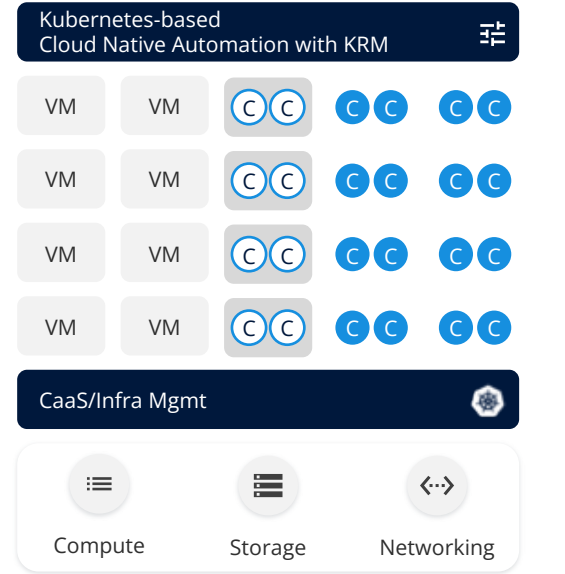 Kubernetes-based
Cloud Native Automation with KRM
VM VM C C C C C C
VM VM C C C C C C
VM VM C C C C C C
VM VM C C C C C C
CaaS/Infra Mgmt
Compute Storage Networking